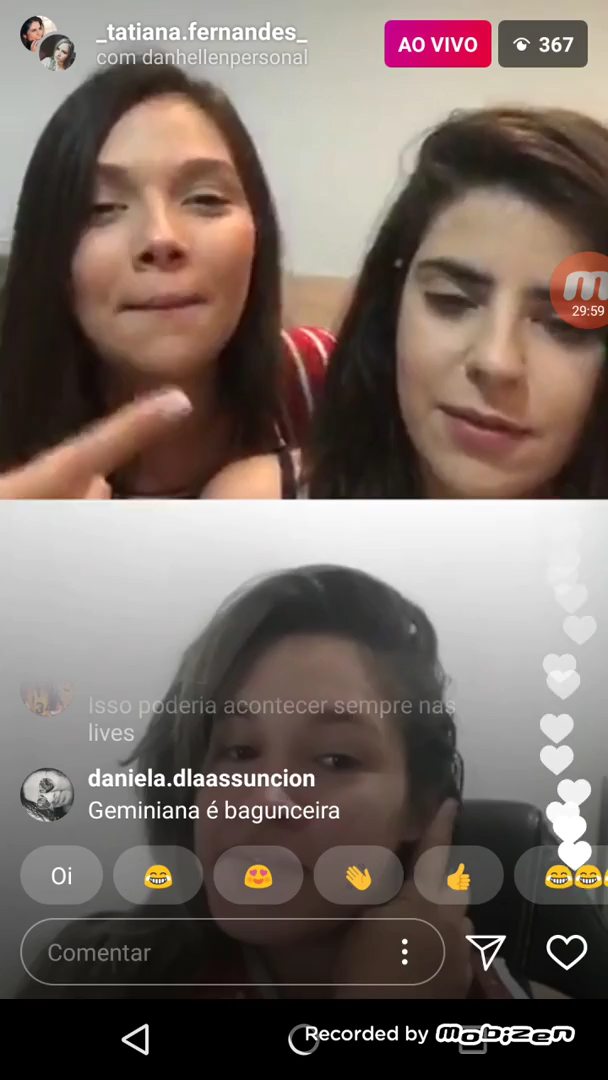 _tatiana.fernandes_
com danhellenpersonal
AO VIVO
367
29:59
Isso poderia acontecer sempre nas
lives
daniela.dlaassuncion
Geminiana é bagunceira
Oi
Comentar
Recorded by mobizen